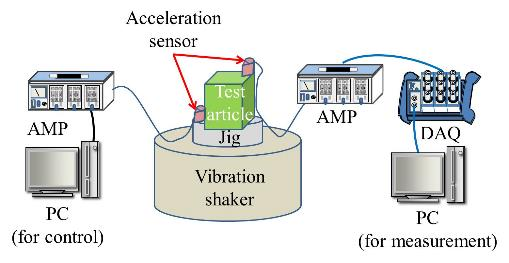 Acceleration
sensor
Test
article
Jig
Vibration
shaker
AMP
PC
(for control)
AMP
DAQ
PC
(for measurement)